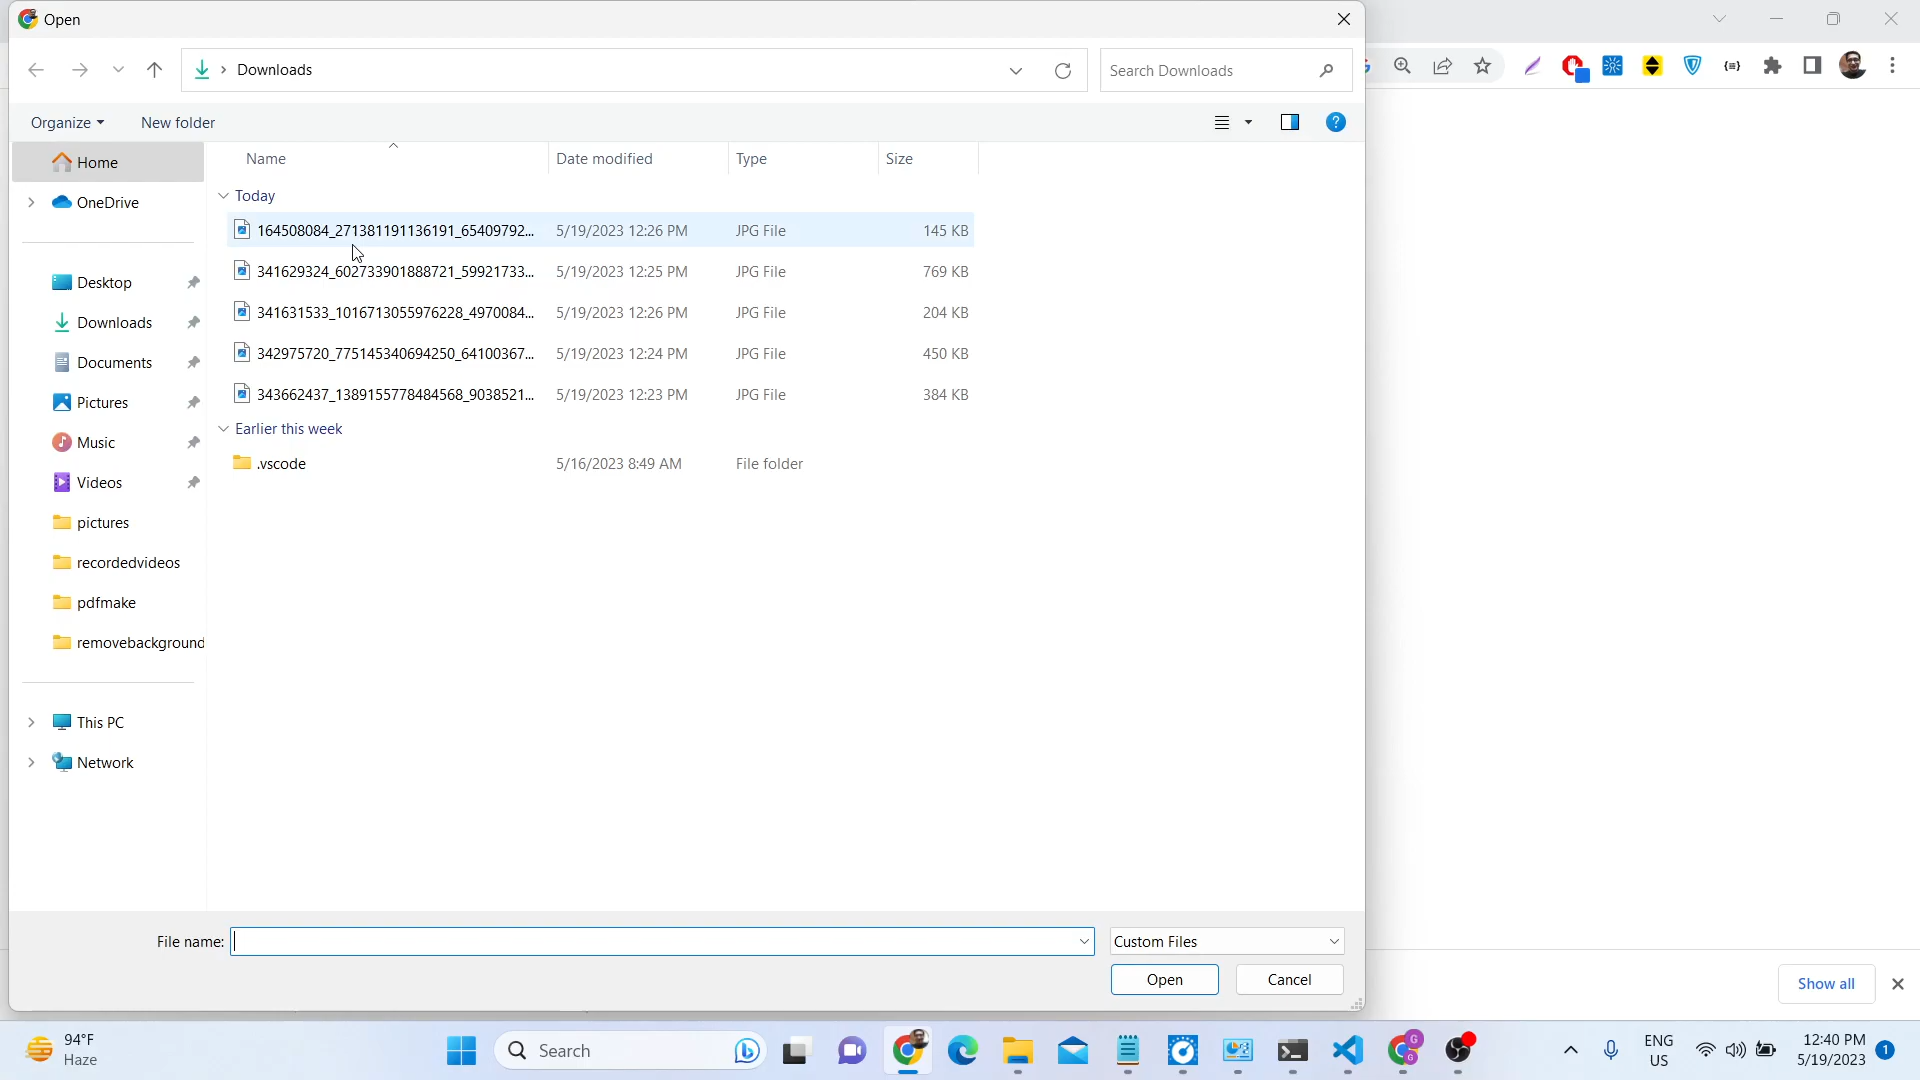 Open
Downloads
Search Downloads
Organize
New folder
Name
Date modified
Type
Size
Home
OneDrive
Desktop
Downloads
Documents
Pictures
Music
Videos
pictures
recordedvideos
pdfmake
removebackground
This PC
Network
Today
164508084_271381191136191_65409792... 5/19/2023 12:26 PM JPG File 145 KB
341629324_602733901888721_59921733... 5/19/2023 12:25 PM JPG File 769 KB
341631533_1016713055976228_4970084... 5/19/2023 12:26 PM JPG File 204 KB
342975720_775145340694250_64100367... 5/19/2023 12:24 PM JPG File 450 KB
343662437_1389155778484568_9038521... 5/19/2023 12:23 PM JPG File 384 KB
Earlier this week
.vscode 5/16/2023 8:49 AM File folder
File name:
Custom Files
Open
Cancel
Show all
94°F
Haze
Search
ENG
US
12:40 PM
5/19/2023
1